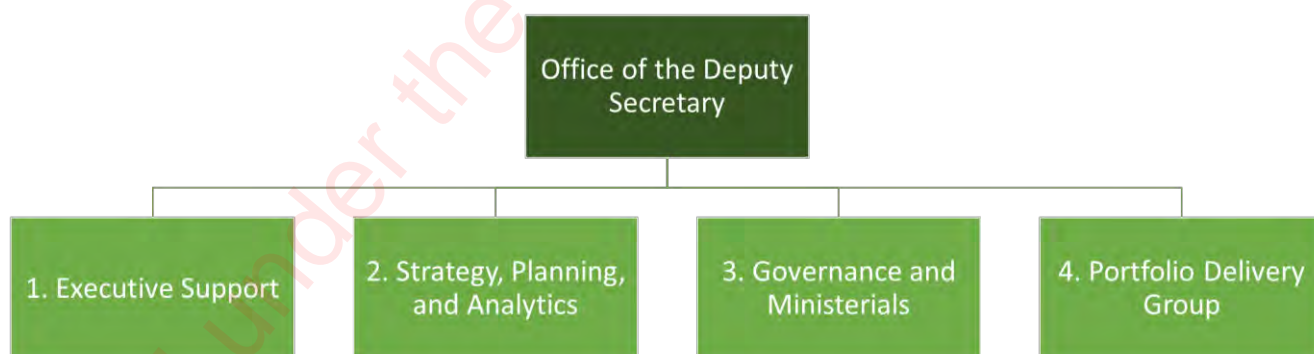 Office of the Deputy
Secretary
1. Executive Support
2. Strategy, Planning,
and Analytics
3. Governance and
Ministerials
4. Portfolio Delivery
Group
under the